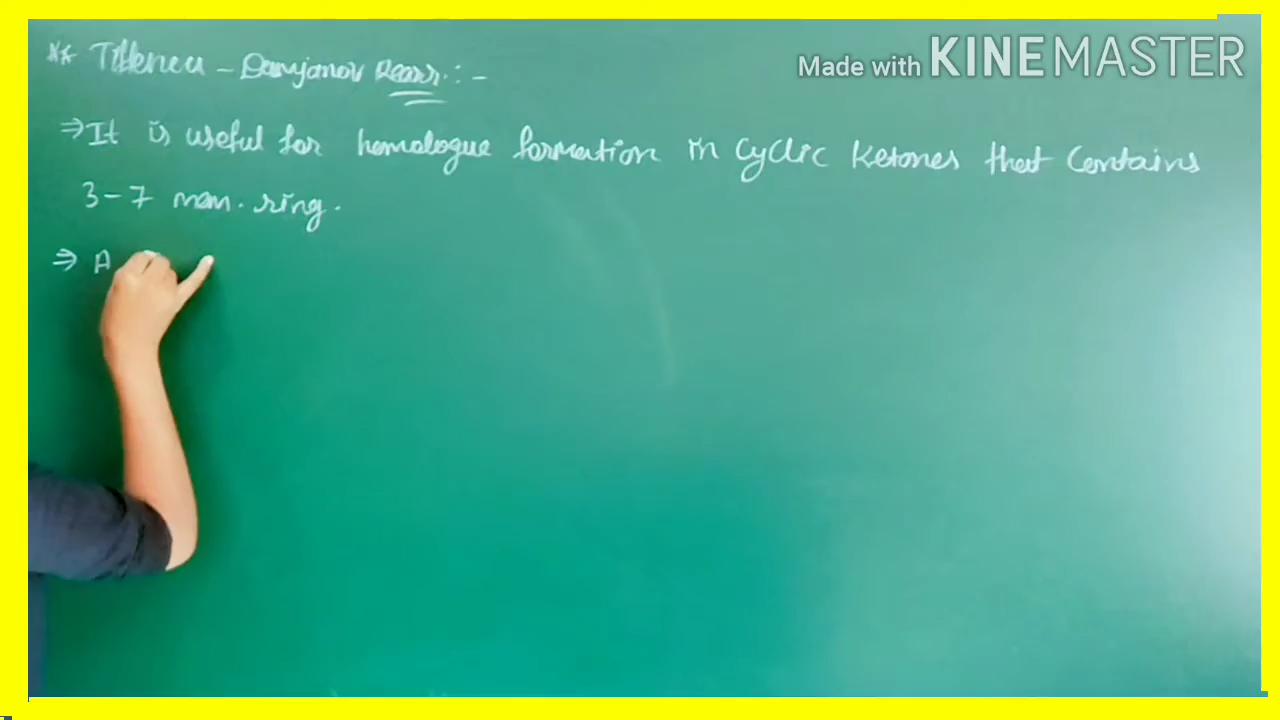 ** Tiffeneu - Demjanov Rearr. : -
Made with KINEMASTER
⇒ It is useful for homologue formation in cyclic ketones that contains
3-7 mem. ring.
⇒ A